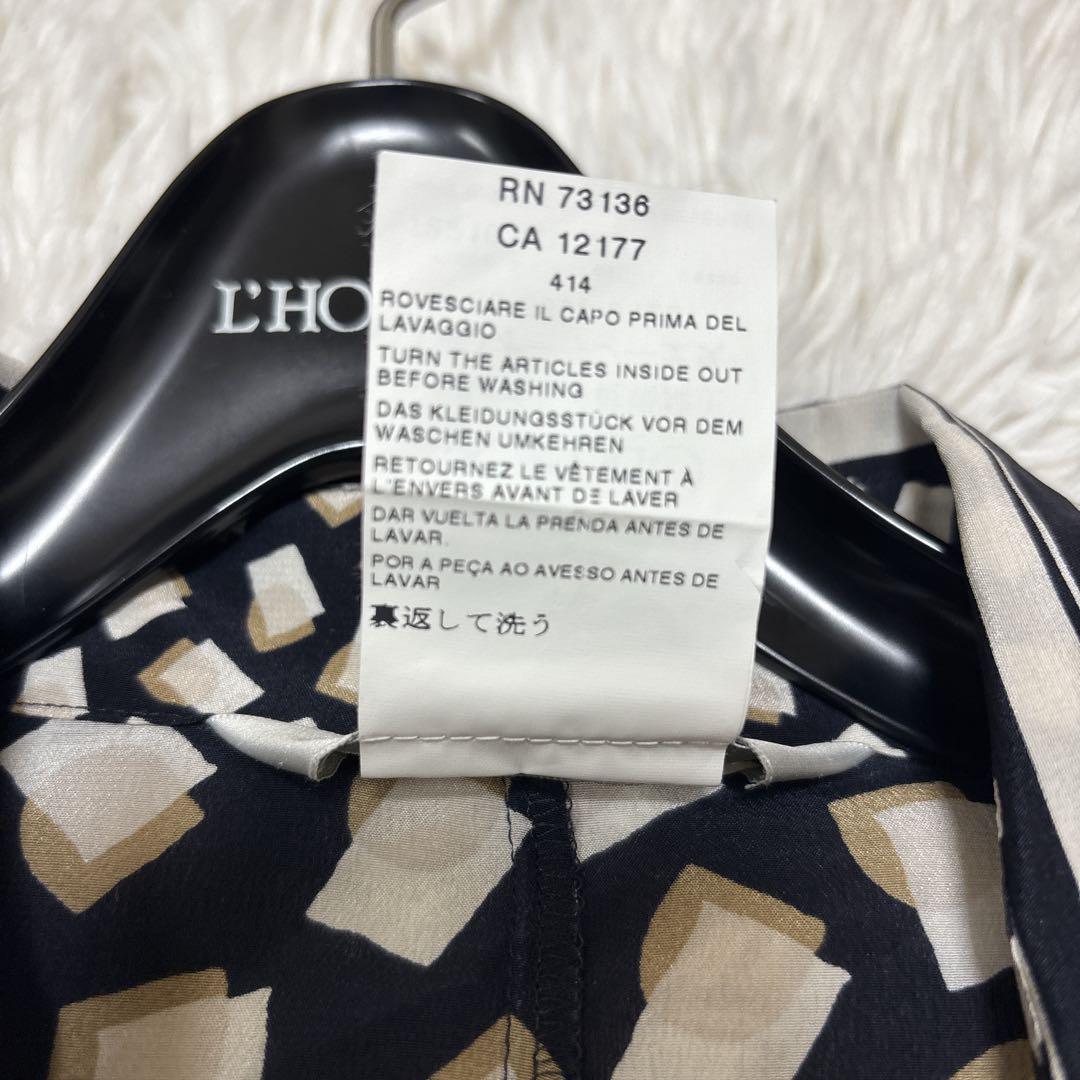 L'HO
RN 73136
CA 12177
414
ROVESCIARE IL CAPO PRIMA DEL
LAVAGGIO
TURN THE ARTICLES INSIDE OUT
BEFORE WASHING
DAS KLEIDUNGSSTÜCK VOR DEM
WASCHEN UMKEHREN
RETOURNEZ LE VÊTEMENT À
L'ENVERS AVANT DE LAVER
DAR VUELTA LA PRENDA ANTES DE
LAVAR.
POR A PEÇA AO AVESSO ANTES DE
LAVAR
裏返して洗う